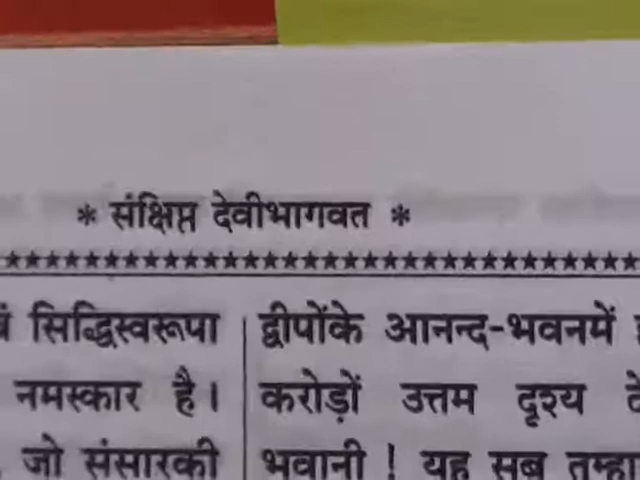 * संक्षिप्त देवीभागवत *
सिद्धिस्वरूपा
नमस्कार है।
जो संसारकी
द्वीपोंके आनन्द-भवनमें
करोड़ों उत्तम दृश्य
भवानी ! यह सब